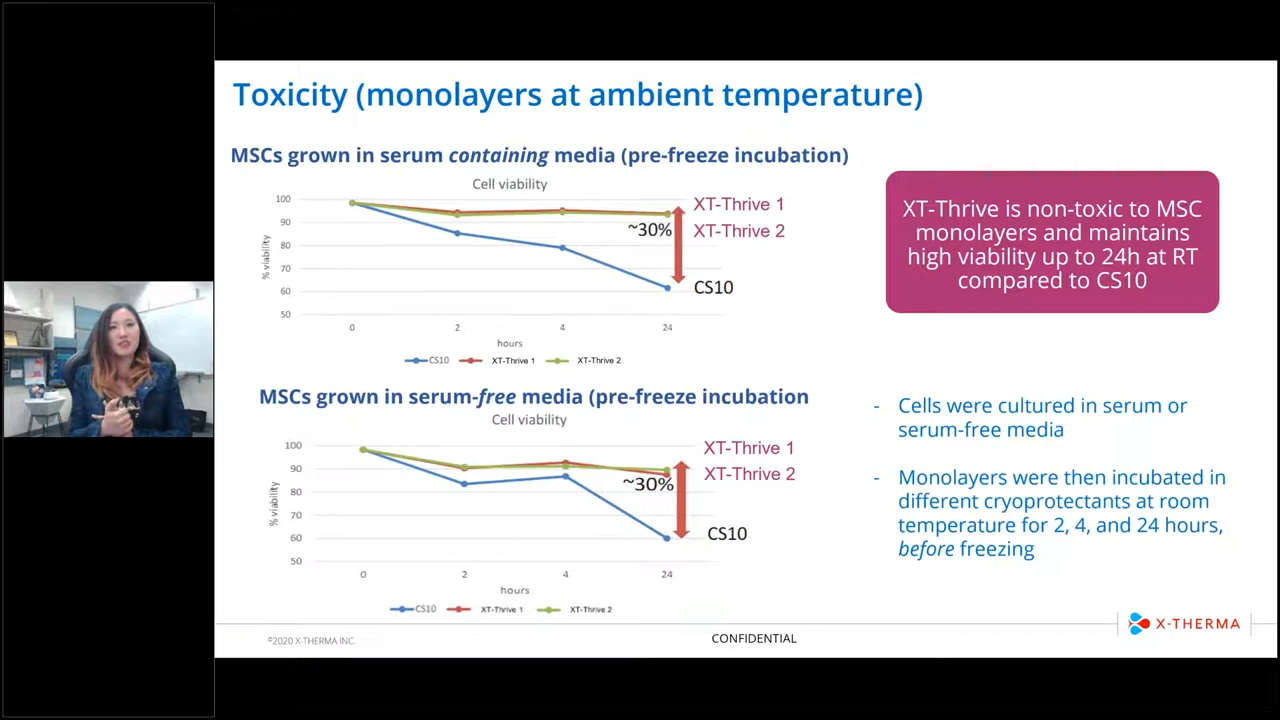 Toxicity (monolayers at ambient temperature)
MSCs grown in serum containing media (pre-freeze incubation)
Cell viability
% viability
100
90
80
70
60
50
0
2
4
24
hours
~30%
XT-Thrive 1
XT-Thrive 2
CS10
CS10
XT-Thrive 1
XT-Thrive 2
MSCs grown in serum-free media (pre-freeze incubation
Cell viability
% viability
100
90
80
70
60
50
0
2
4
24
hours
~30%
XT-Thrive 1
XT-Thrive 2
CS10
CS10
XT-Thrive 1
XT-Thrive 2
XT-Thrive is non-toxic to MSC
monolayers and maintains
high viability up to 24h at RT
compared to CS10
- Cells were cultured in serum or
serum-free media
- Monolayers were then incubated in
different cryoprotectants at room
temperature for 2, 4, and 24 hours,
before freezing
©2020 X-THERMA INC.
CONFIDENTIAL
X-THERMA